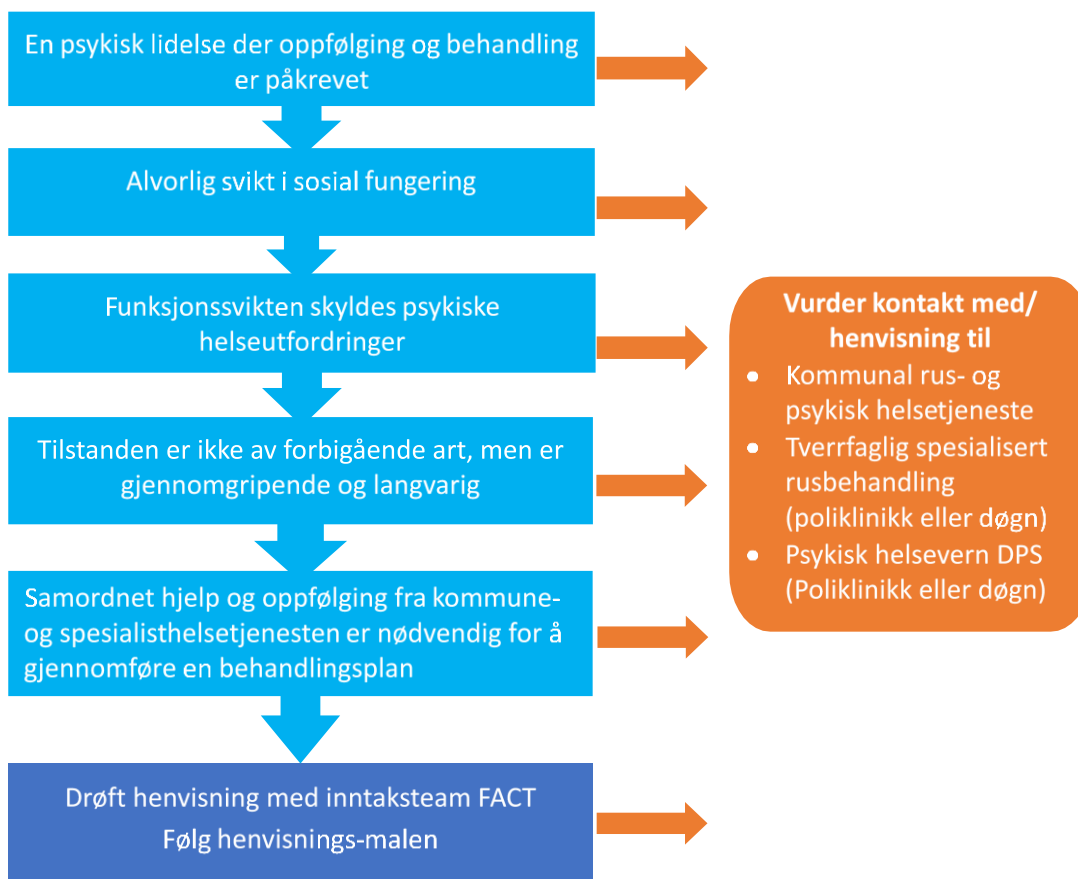 En psykisk lidelse der oppfølging og behandling
er påkrevet
Alvorlig svikt i sosial fungering
Funksjonssvikten skyldes psykiske
helseutfordringer
Tilstanden er ikke av forbigående art, men er
gjennomgripende og langvarig
Samordnet hjelp og oppfølging fra kommune-
og spesialisthelsetjenesten er nødvendig for å
gjennomføre en behandlingsplan
Drøft henvisning med inntaksteam FACT
Følg henvisnings-malen
Vurder kontakt med/
henvisning til
• Kommunal rus- og
psykisk helsetjeneste
• Tverrfaglig spesialisert
rusbehandling
(poliklinikk eller døgn)
• Psykisk helsevern DPS
(Poliklinikk eller døgn)